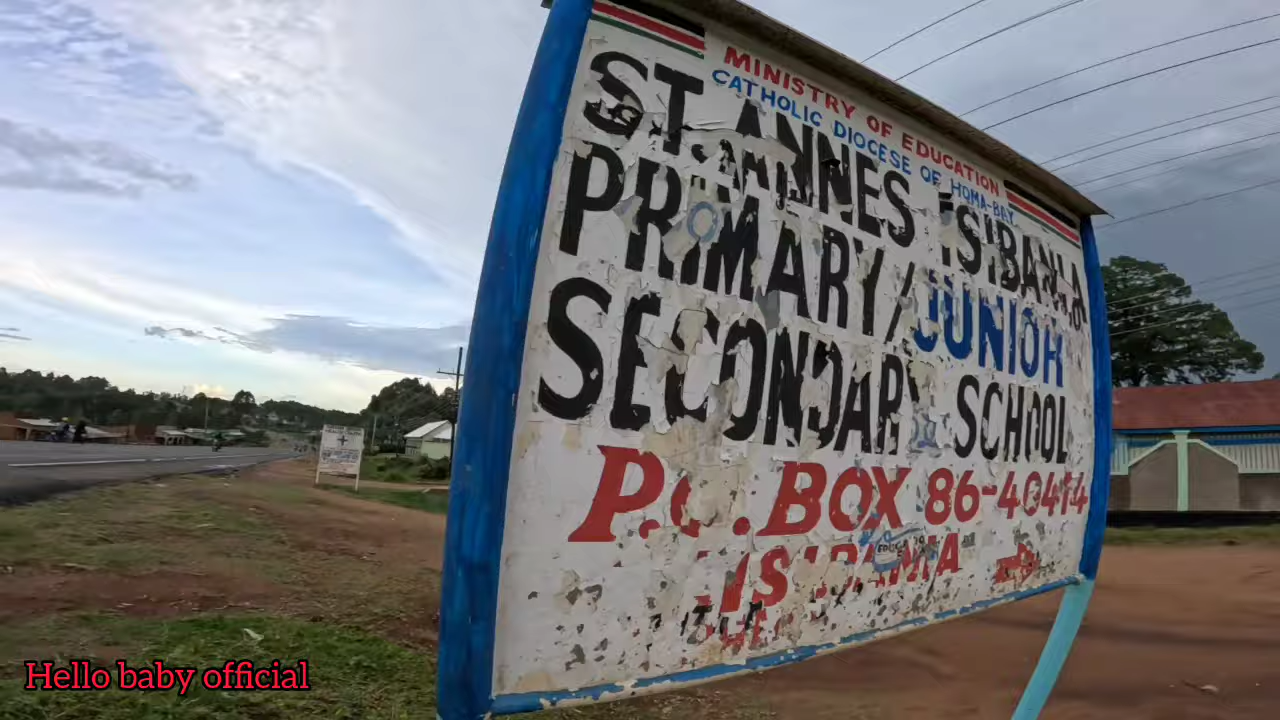 MINISTRY OF EDUCATION
CATHOLIC DIOCESE OF HOMA-BAY
ST. ANNES ISIBANIA
PRIMARY/JUNIOR
SECONDARY SCHOOL
P.O. BOX 86-40414
ISIBANIA
Hello baby official